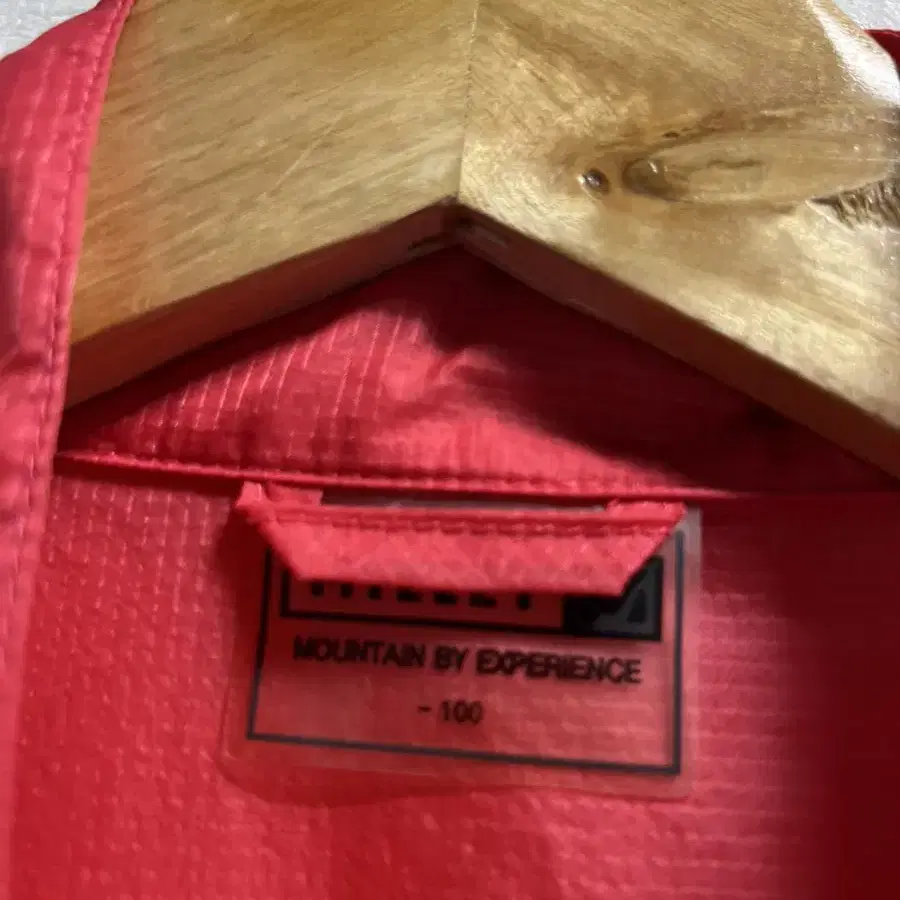 MOUNTAIN BY EXPERIENCE
- 100